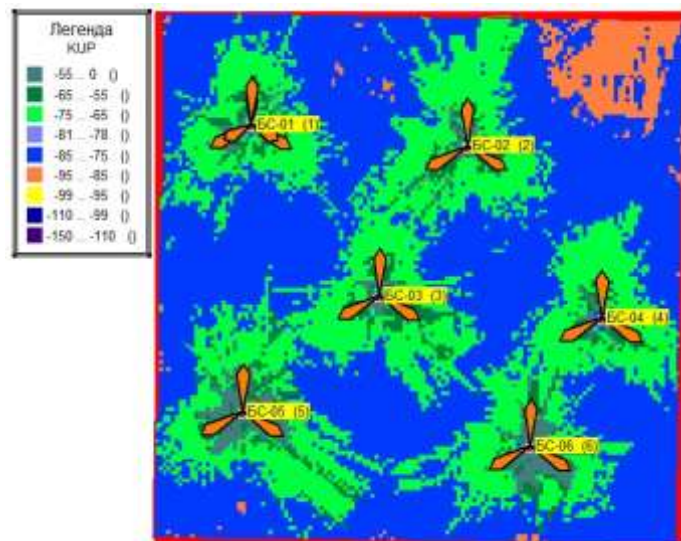 Легенда
KUP
-55 ... 0 ()
-65 ... -55 ()
-75 ... -65 ()
-81 ... -78 ()
-85 ... -75 ()
-95 ... -85 ()
-99 ... -95 ()
-110 ... -99 ()
-150 ... -110 ()
БС-01 (1)
БС-02 (2)
БС-03 (3)
БС-04 (4)
БС-05 (5)
БС-06 (6)